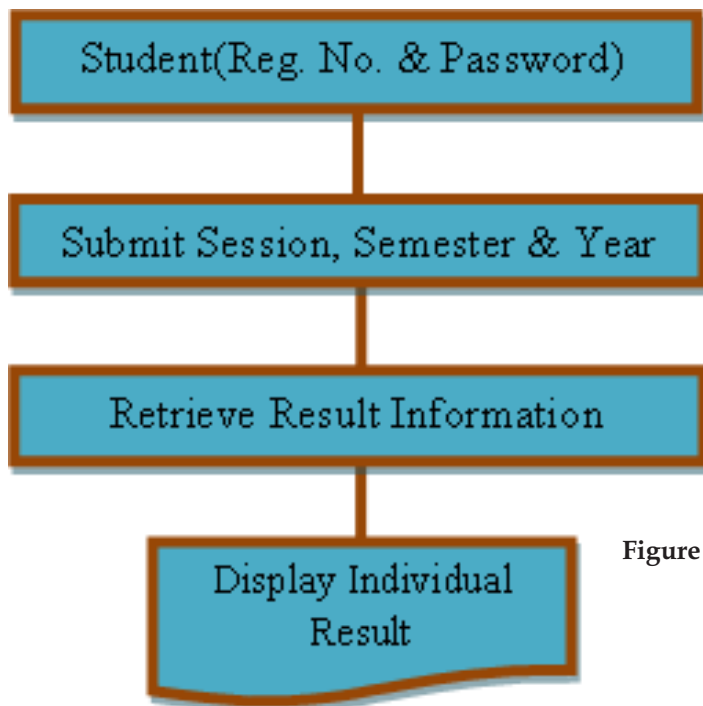 Student(Reg. No. & Password)
Submit Session, Semester & Year
Retrieve Result Information
Display Individual
Result
Figure